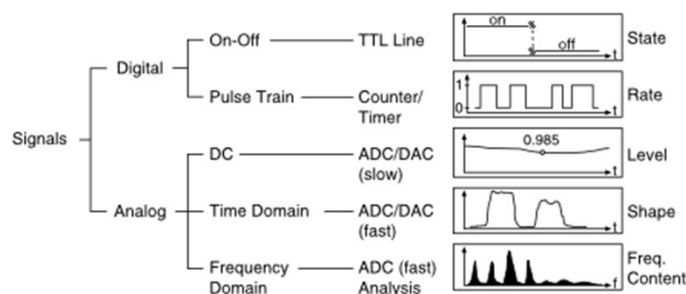 on
off
t
On-Off
TTL Line
State
Digital
1
0
t
Pulse Train
Counter/
Timer
Rate
Signals
0.985
t
DC
ADC/DAC
(slow)
Level
Analog
Time Domain
ADC/DAC
(fast)
t
Shape
Frequency
Domain
ADC (fast)
Analysis
f
Freq.
Content